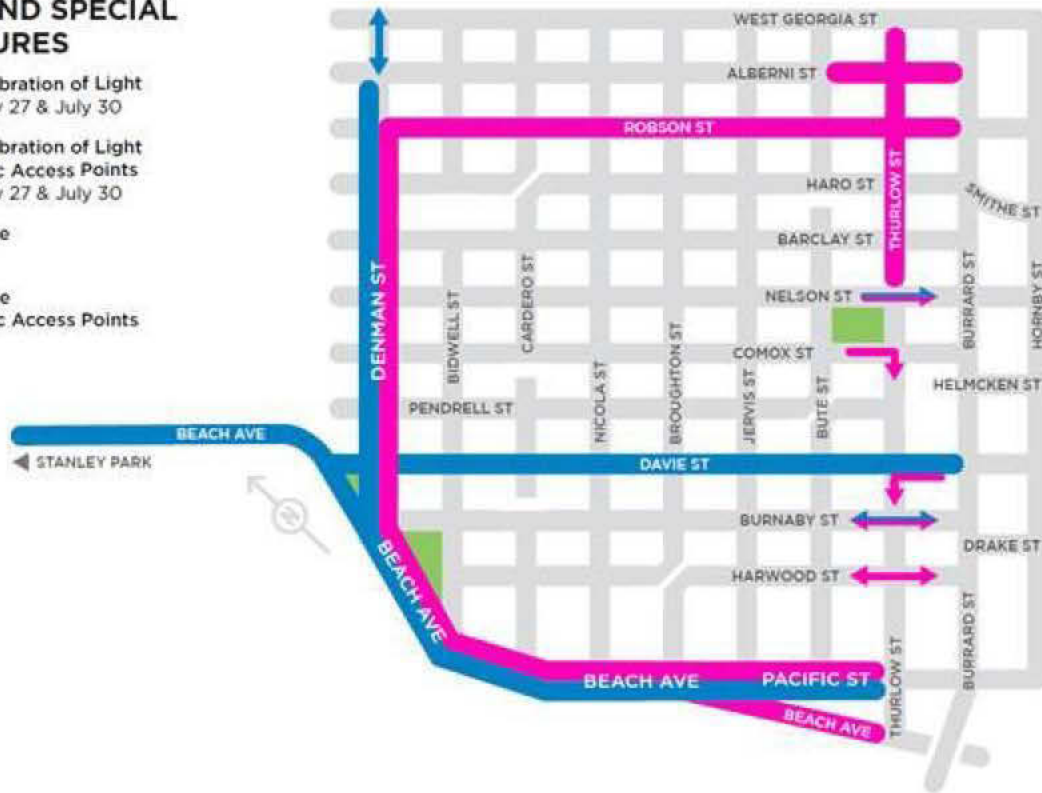 ND SPECIAL
URES
bration of Light
27 & July 30
bration of Light
Access Points
27 & July 30
Access Points
WEST GEORGIA ST
ALBERNI ST
ROBSON ST
HARO ST
THURLOW ST
SMITHE ST
BARCLAY ST
DENMAN ST
BIDWELL ST
CARDERO ST
NELSON ST
BURRARD ST
HORNBY ST
COMOX ST
NICOLA ST
BROUGHTON ST
JERVIS ST
BUTE ST
HELMCKEN ST
PENDRELL ST
BEACH AVE
STANLEY PARK
DAVIE ST
N
BURNABY ST
DRAKE ST
BEACH AVE
HARWOOD ST
BURRARD ST
THURLOW ST
BEACH AVE
PACIFIC ST
BEACH AVE